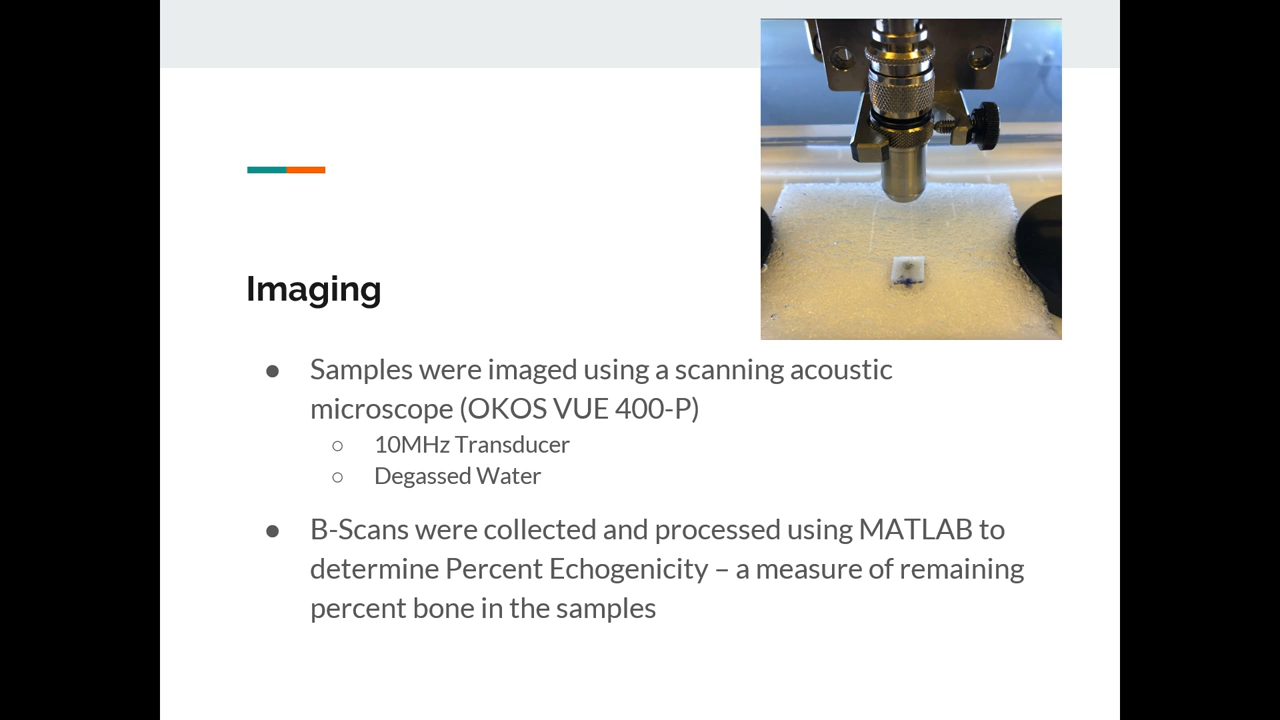 Imaging
● Samples were imaged using a scanning acoustic
microscope (OKOS VUE 400-P)
○ 10MHz Transducer
○ Degassed Water
● B-Scans were collected and processed using MATLAB to
determine Percent Echogenicity – a measure of remaining
percent bone in the samples